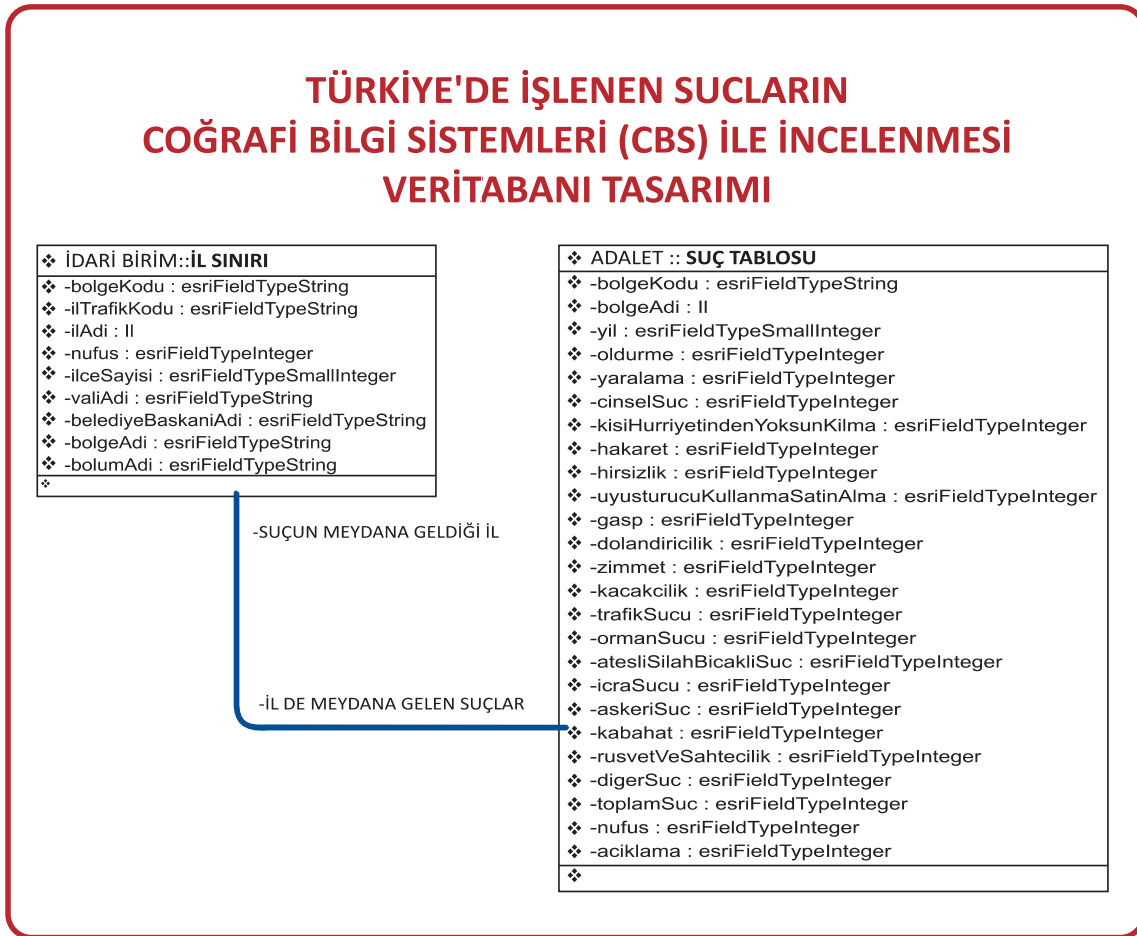 TÜRKİYE'DE İŞLENEN SUCLARIN
COĞRAFİ BİLGİ SİSTEMLERİ (CBS) İLE İNCELENMESİ
VERİTABANI TASARIMI
❖ İDARİ BİRİM::İL SINIRI
❖ -bolgeKodu : esriFieldTypeString
❖ -ilTrafikKodu : esriFieldTypeString
❖ -ilAdi : Il
❖ -nufus : esriFieldTypeInteger
❖ -ilceSayisi : esriFieldTypeSmallInteger
❖ -valiAdi : esriFieldTypeString
❖ -belediyeBaskaniAdi : esriFieldTypeString
❖ -bolgeAdi : esriFieldTypeString
❖ -bolumAdi : esriFieldTypeString
❖
-SUÇUN MEYDANA GELDİĞİ İL
-İL DE MEYDANA GELEN SUÇLAR
❖ ADALET :: SUÇ TABLOSU
❖ -bolgeKodu : esriFieldTypeString
❖ -bolgeAdi : Il
❖ -yil : esriFieldTypeSmallInteger
❖ -oldurme : esriFieldTypeInteger
❖ -yaralama : esriFieldTypeInteger
❖ -cinselSuc : esriFieldTypeInteger
❖ -kisiHurriyetindenYoksunKilma : esriFieldTypeInteger
❖ -hakaret : esriFieldTypeInteger
❖ -hirsizlik : esriFieldTypeInteger
❖ -uyusturucuKullanmaSatinAlma : esriFieldTypeInteger
❖ -gasp : esriFieldTypeInteger
❖ -dolandiricilik : esriFieldTypeInteger
❖ -zimmet : esriFieldTypeInteger
❖ -kacakcilik : esriFieldTypeInteger
❖ -trafikSucu : esriFieldTypeInteger
❖ -ormanSucu : esriFieldTypeInteger
❖ -atesliSilahBicakliSuc : esriFieldTypeInteger
❖ -icraSucu : esriFieldTypeInteger
❖ -askeriSuc : esriFieldTypeInteger
❖ -kabahat : esriFieldTypeInteger
❖ -rusvetVeSahtecilik : esriFieldTypeInteger
❖ -digerSuc : esriFieldTypeInteger
❖ -toplamSuc : esriFieldTypeInteger
❖ -nufus : esriFieldTypeInteger
❖ -aciklama : esriFieldTypeInteger
❖